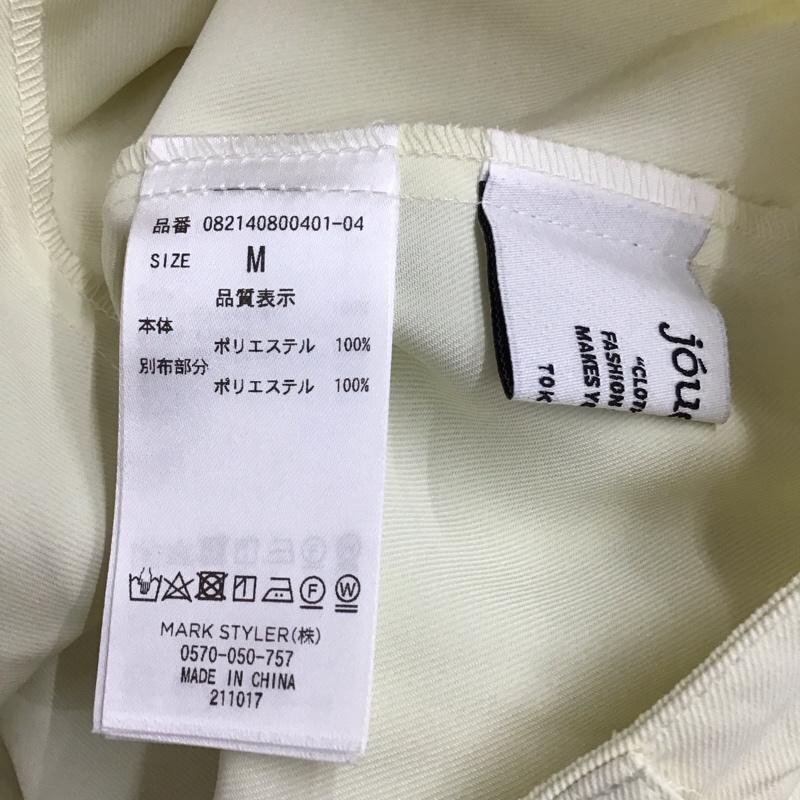 品番 082140800401-04
SIZE M
品質表示
本体
ポリエステル 100%
別布部分
ポリエステル 100%
F W
MARK STYLER(株)
0570-050-757
MADE IN CHINA
211017
FASHION
MAKES